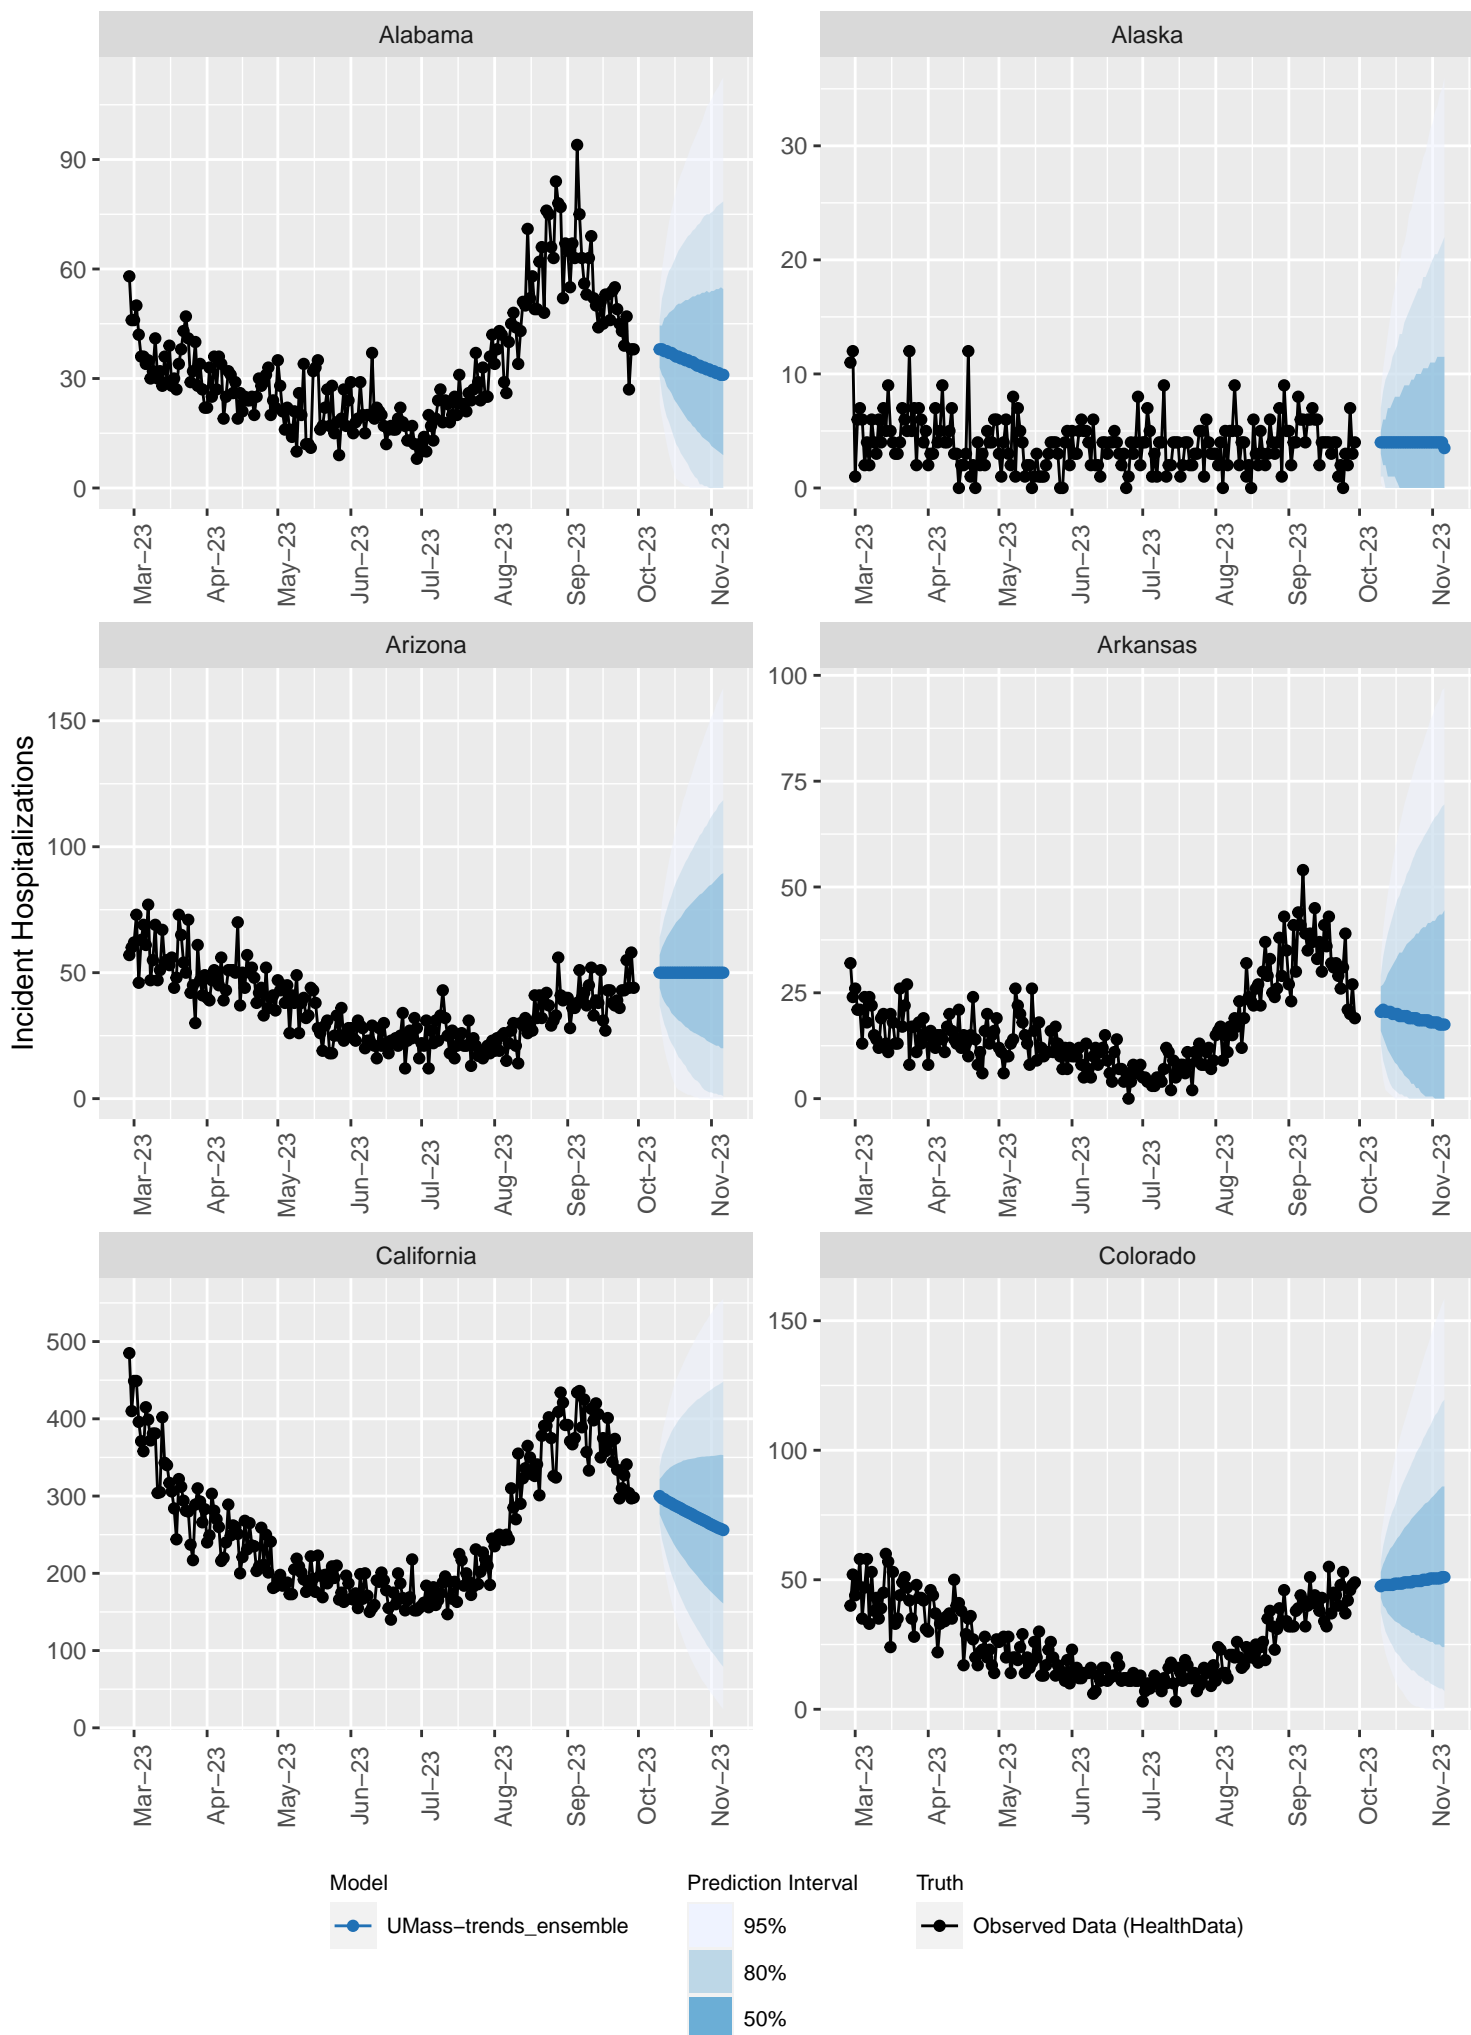 Alabama
Alaska
90
60
30
0
30
20
10
0
Mar–23
Apr–23
May–23
Jun–23
Jul–23
Aug–23
Sep–23
Oct–23
Nov–23
Mar–23
Apr–23
May–23
Jun–23
Jul–23
Aug–23
Sep–23
Oct–23
Nov–23
Incident Hospitalizations
Arizona
Arkansas
150
100
50
0
100
75
50
25
0
Mar–23
Apr–23
May–23
Jun–23
Jul–23
Aug–23
Sep–23
Oct–23
Nov–23
Mar–23
Apr–23
May–23
Jun–23
Jul–23
Aug–23
Sep–23
Oct–23
Nov–23
California
Colorado
500
400
300
200
100
0
150
100
50
0
Mar–23
Apr–23
May–23
Jun–23
Jul–23
Aug–23
Sep–23
Oct–23
Nov–23
Mar–23
Apr–23
May–23
Jun–23
Jul–23
Aug–23
Sep–23
Oct–23
Nov–23
Model
UMass–trends_ensemble
Prediction Interval
95%
80%
50%
Truth
Observed Data (HealthData)